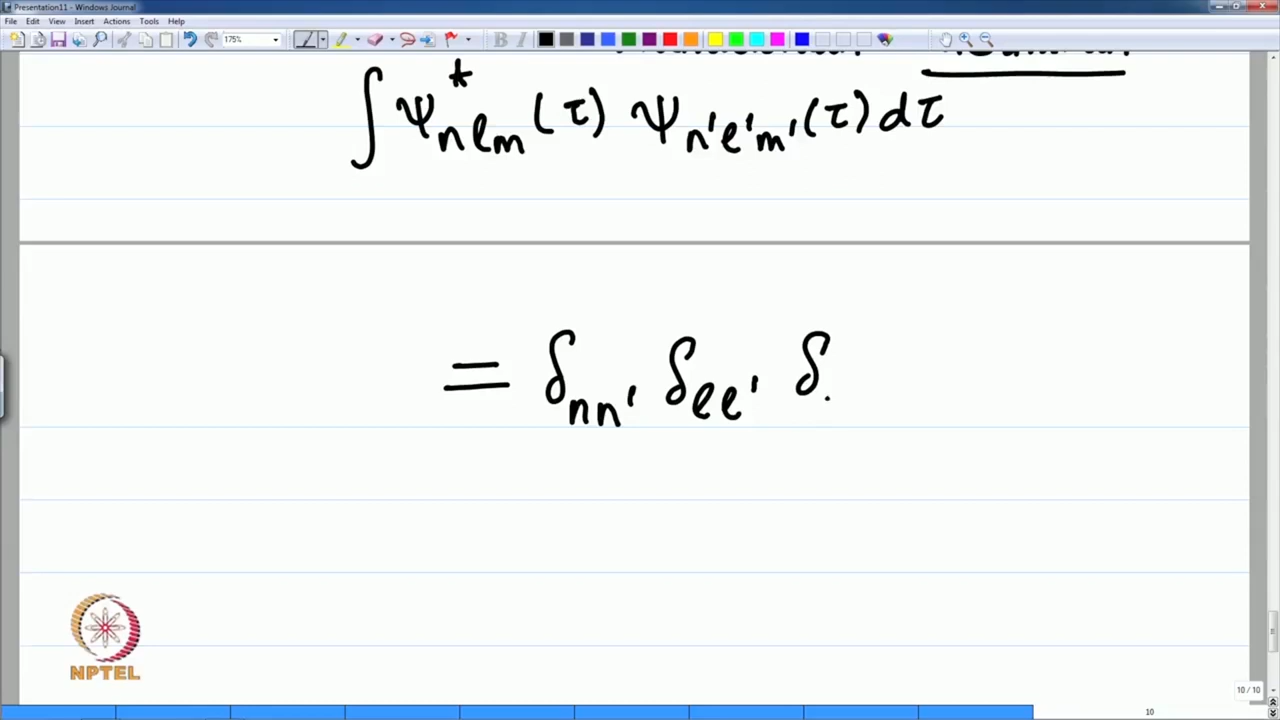 Presentation11 - Windows Journal
File Edit View Insert Actions Tools Help
175%
B I
∫ ψ*nlm (τ) ψn'l'm' (τ) dτ
= δnn' δll' δ
NPTEL
10 / 10
10